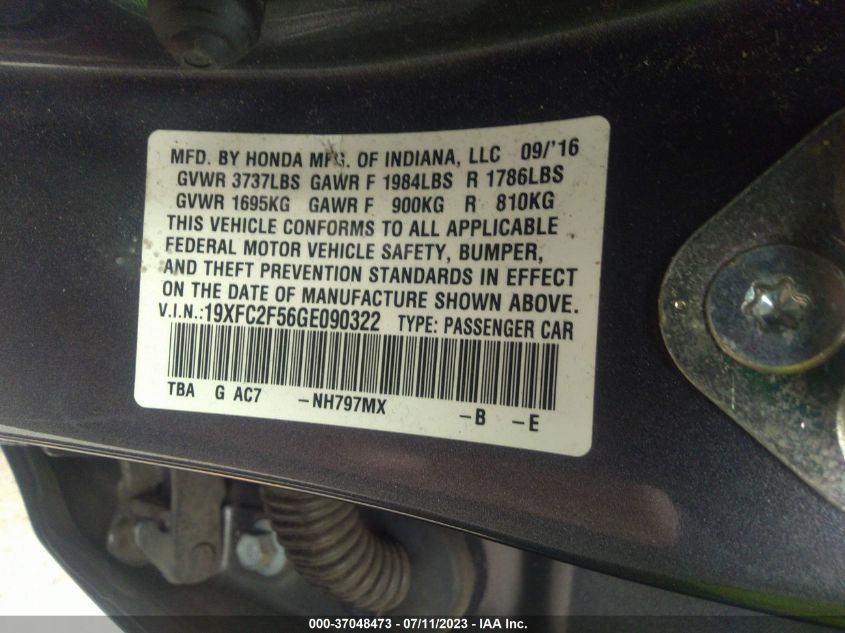 MFD. BY HONDA MFG. OF INDIANA, LLC 09/'16
GVWR 3737LBS GAWR F 1984LBS R 1786LBS
GVWR 1695KG GAWR F 900KG R 810KG
THIS VEHICLE CONFORMS TO ALL APPLICABLE
FEDERAL MOTOR VEHICLE SAFETY, BUMPER,
AND THEFT PREVENTION STANDARDS IN EFFECT
ON THE DATE OF MANUFACTURE SHOWN ABOVE.
V.I.N.:19XFC2F56GE090322 TYPE: PASSENGER CAR
TBA G AC7 -NH797MX -B -E
000-37048473 - 07/11/2023 - IAA Inc.